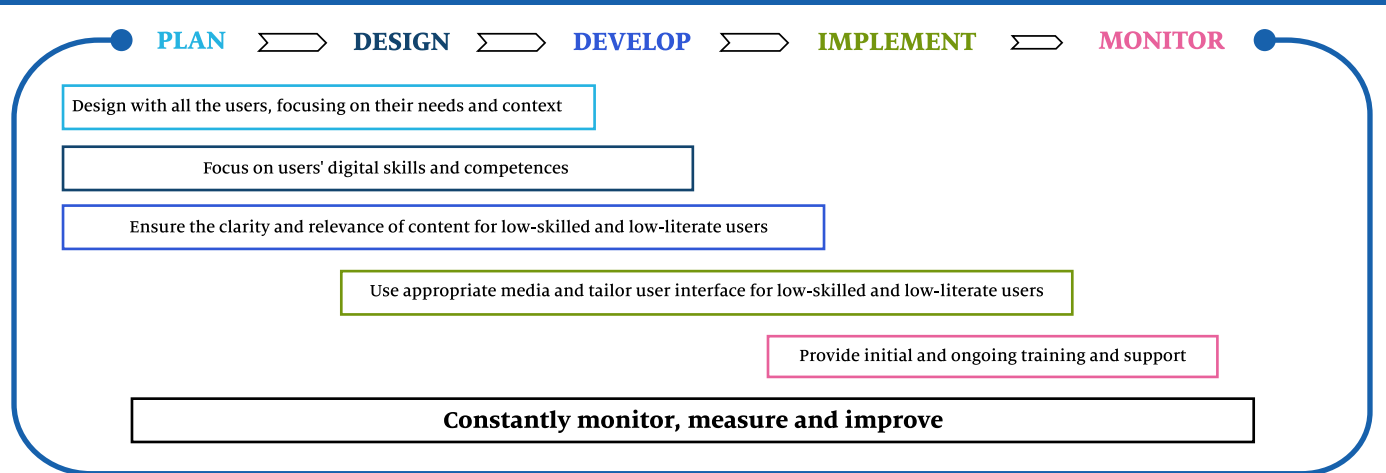 PLAN DESIGN DEVELOP IMPLEMENT MONITOR
Design with all the users, focusing on their needs and context
Focus on users' digital skills and competences
Ensure the clarity and relevance of content for low-skilled and low-literate users
Use appropriate media and tailor user interface for low-skilled and low-literate users
Provide initial and ongoing training and support
Constantly monitor, measure and improve